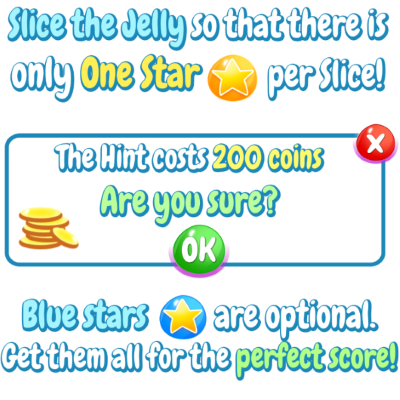 Slice the Jelly so that there is
only One Star per Slice!
X
The Hint costs 200 coins
Are you sure?
OK
Blue stars are optional.
Get them all for the perfect score!